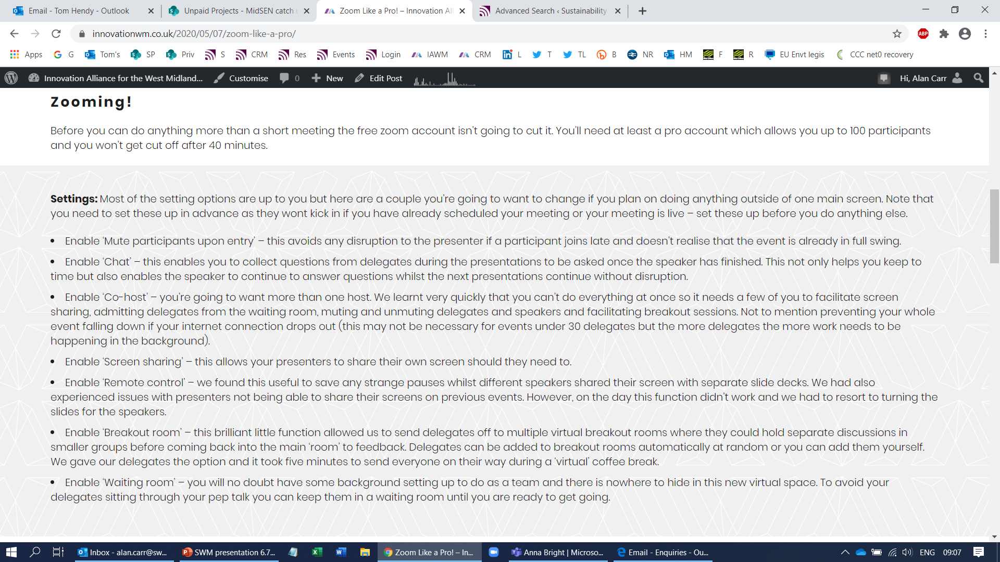 Email - Tom Hendy - Outlook
Unpaid Projects - MidSEN catch
Zoom Like a Pro! – Innovation All
Advanced Search ‹ Sustainability
innovationwm.co.uk/2020/05/07/zoom-like-a-pro/
ABP
Apps G Tom's SP Priv S CRM Res Events Login IAWM CRM L T TL B NR HM F R EU Envt legis CCC net0 recovery
Innovation Alliance for the West Midland... Customise 0 New Edit Post Hi, Alan Carr
Zooming!
Before you can do anything more than a short meeting the free zoom account isn't going to cut it. You'll need at least a pro account which allows you up to 100 participants
and you won't get cut off after 40 minutes.
Settings: Most of the setting options are up to you but here are a couple you're going to want to change if you plan on doing anything outside of one main screen. Note that
you need to set these up in advance as they wont kick in if you have already scheduled your meeting or your meeting is live – set these up before you do anything else.
• Enable 'Mute participants upon entry' – this avoids any disruption to the presenter if a participant joins late and doesn't realise that the event is already in full swing.
• Enable 'Chat' – this enables you to collect questions from delegates during the presentations to be asked once the speaker has finished. This not only helps you keep to
time but also enables the speaker to continue to answer questions whilst the next presentations continue without disruption.
• Enable 'Co-host' – you're going to want more than one host. We learnt very quickly that you can't do everything at once so it needs a few of you to facilitate screen
sharing, admitting delegates from the waiting room, muting and unmuting delegates and speakers and facilitating breakout sessions. Not to mention preventing your whole
event falling down if your internet connection drops out (this may not be necessary for events under 30 delegates but the more delegates the more work needs to be
happening in the background).
• Enable 'Screen sharing' – this allows your presenters to share their own screen should they need to.
• Enable 'Remote control' – we found this useful to save any strange pauses whilst different speakers shared their screen with separate slide decks. We had also
experienced issues with presenters not being able to share their screens on previous events. However, on the day this function didn't work and we had to resort to turning the
slides for the speakers.
• Enable 'Breakout room' – this brilliant little function allowed us to send delegates off to multiple virtual breakout rooms where they could hold separate discussions in
smaller groups before coming back into the main 'room' to feedback. Delegates can be added to breakout rooms automatically at random or you can add them yourself.
We gave our delegates the option and it took five minutes to send everyone on their way during a 'virtual' coffee break.
• Enable 'Waiting room' – you will no doubt have some background setting up to do as a team and there is nowhere to hide in this new virtual space. To avoid your
delegates sitting through your pep talk you can keep them in a waiting room until you are ready to get going.
Inbox - alan.carr@sw... SWM presentation 6.7... Zoom Like a Pro! – In... Anna Bright | Microso... Email - Enquiries - Ou... ENG 09:07